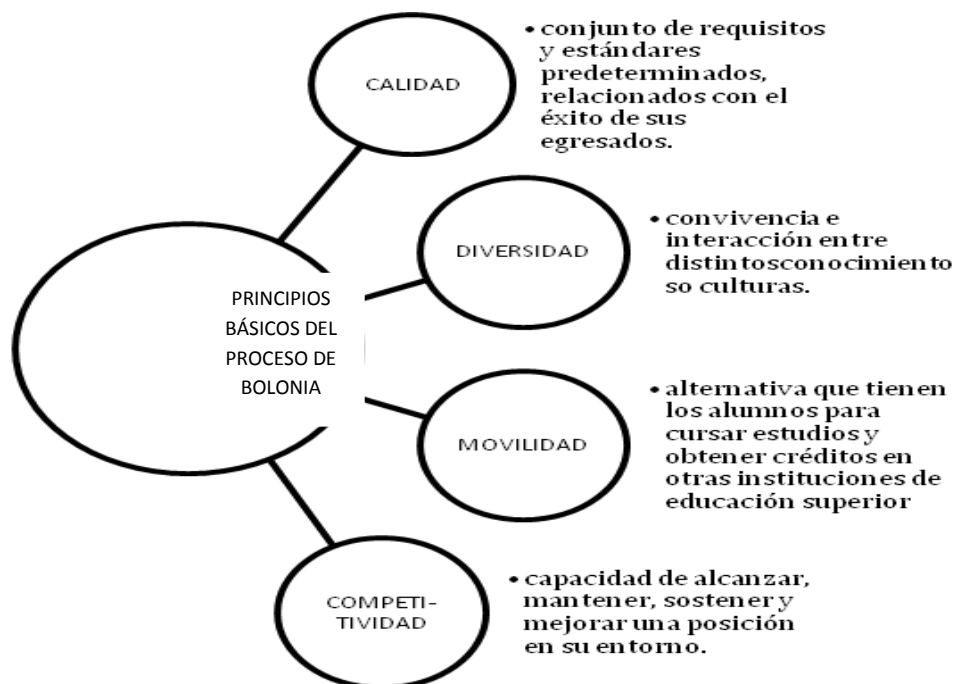 CALIDAD
• conjunto de requisitos
y estándares
predeterminados,
relacionados con el
éxito de sus
egresados.
DIVERSIDAD
• convivencia e
interacción entre
distintosconocimiento
so culturas.
PRINCIPIOS
BÁSICOS DEL
PROCESO DE
BOLONIA
MOVILIDAD
• alternativa que tienen
los alumnos para
cursar estudios y
obtener créditos en
otras instituciones de
educación superior
COMPETI-
TIVIDAD
• capacidad de alcanzar,
mantener, sostener y
mejorar una posición
en su entorno.